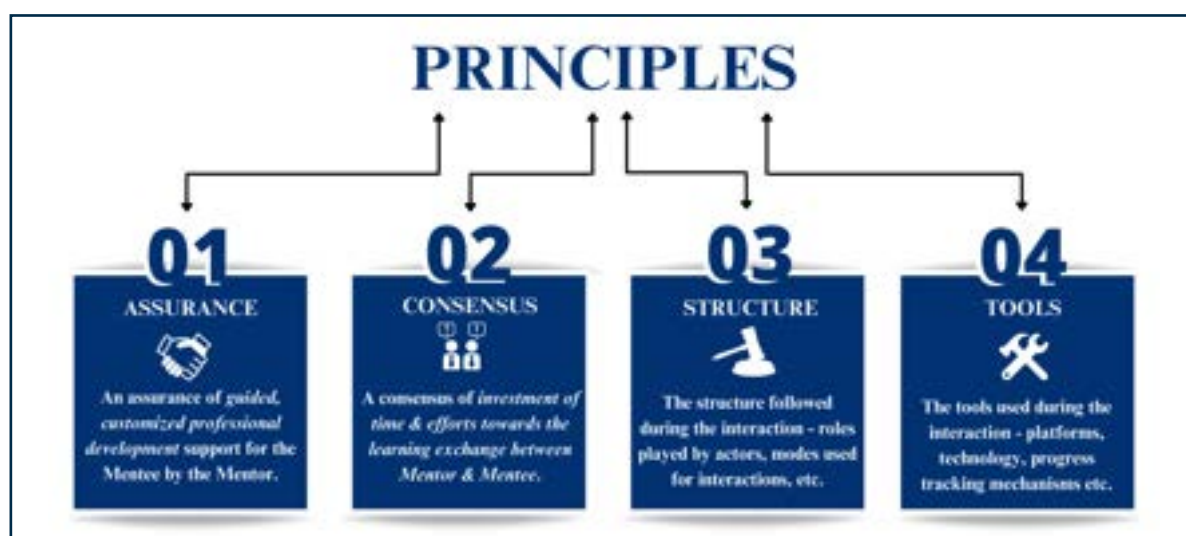 PRINCIPLES
01
ASSURANCE
An assurance of guided,
customized professional
development support for the
Mentee by the Mentor.
02
CONSENSUS
A consensus of investment of
time & efforts towards the
learning exchange between
Mentor & Mentee.
03
STRUCTURE
The structure followed
during the interaction - roles
played by actors, modes used
for interactions, etc.
04
TOOLS
The tools used during the
interaction - platforms,
technology, progress
tracking mechanisms etc.